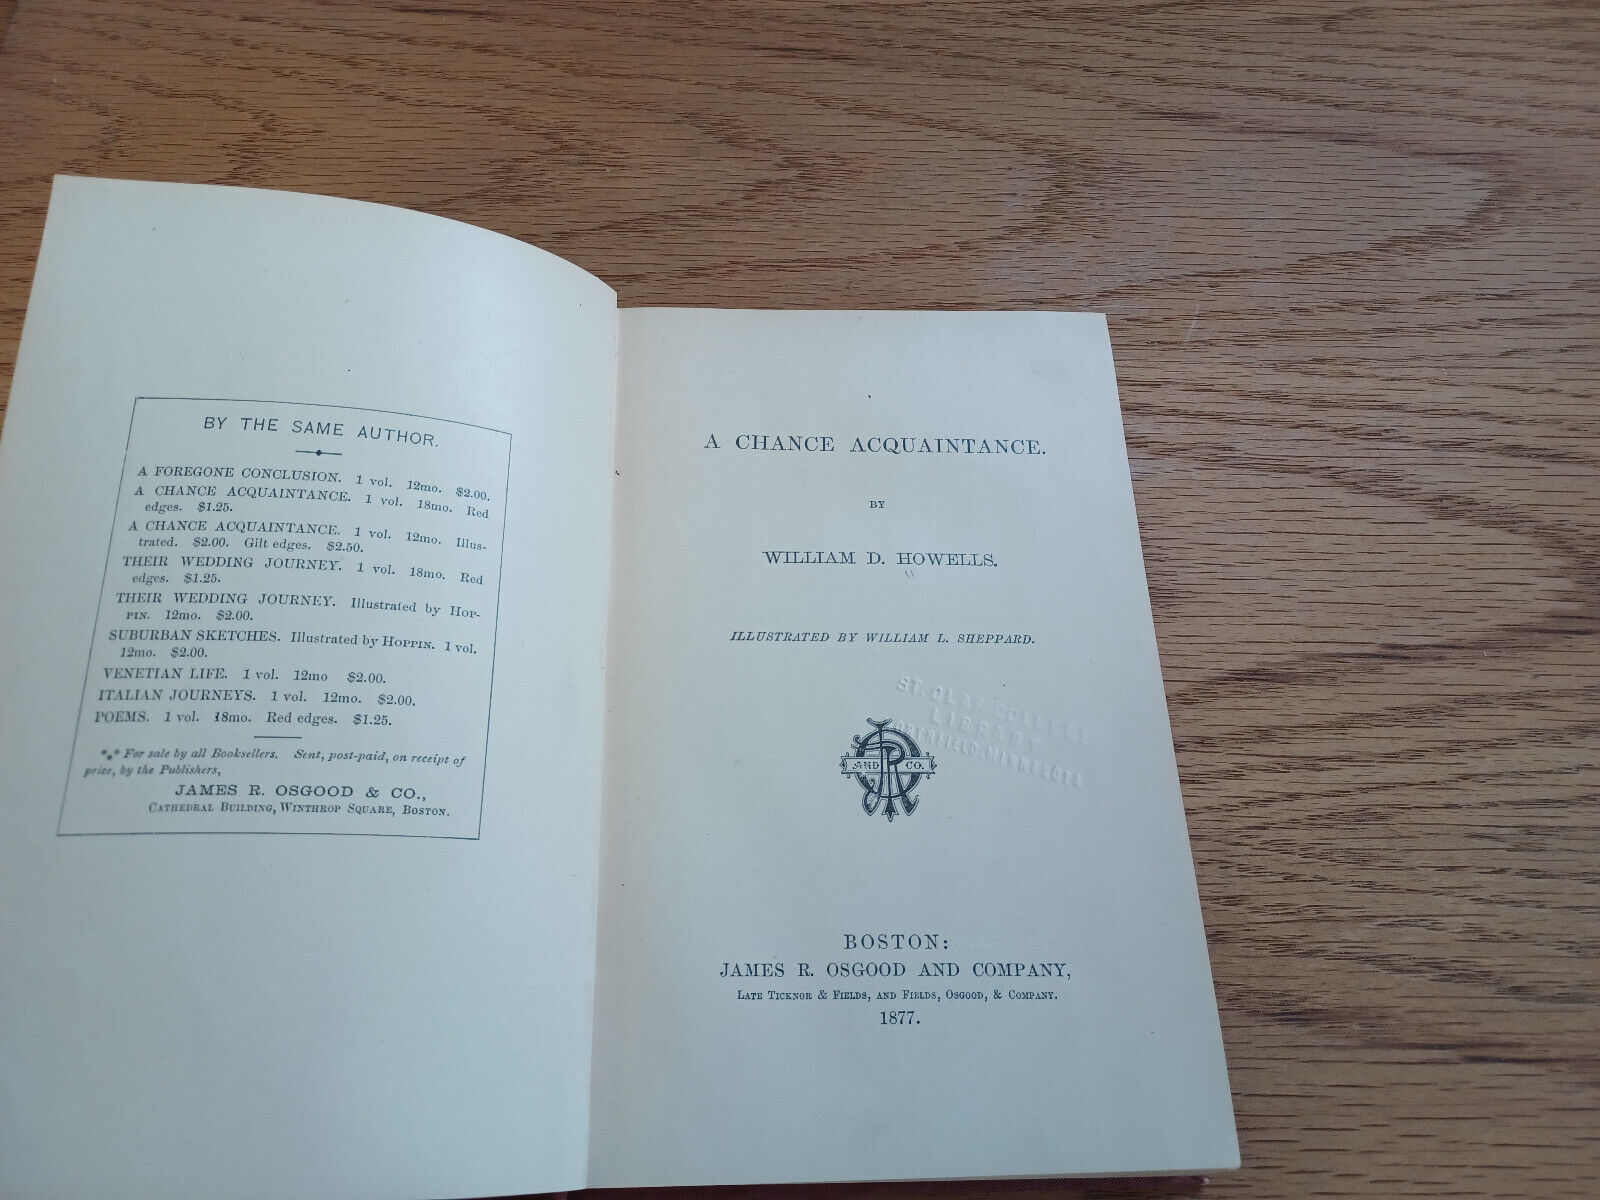 BY THE SAME AUTHOR.
A FOREGONE CONCLUSION. 1 vol. 12mo. $2.00.
A CHANCE ACQUAINTANCE. 1 vol. 18mo. Red
edges. $1.25.
A CHANCE ACQUAINTANCE. 1 vol. 12mo. Illus-
trated. $2.00. Gilt edges. $2.50.
THEIR WEDDING JOURNEY. 1 vol. 18mo. Red
edges. $1.25.
THEIR WEDDING JOURNEY. Illustrated by HOP-
PIN. 12mo. $2.00.
SUBURBAN SKETCHES. Illustrated by HOPPIN. 1 vol.
12mo. $2.00.
VENETIAN LIFE. 1 vol. 12mo $2.00.
ITALIAN JOURNEYS. 1 vol. 12mo. $2.00.
POEMS. 1 vol. 18mo. Red edges. $1.25.
*⁎* For sale by all Booksellers. Sent, post-paid, on receipt of
price, by the Publishers,
JAMES R. OSGOOD & CO.,
CATHEDRAL BUILDING, WINTHROP SQUARE, BOSTON.
A CHANCE ACQUAINTANCE.
BY
WILLIAM D. HOWELLS.
ILLUSTRATED BY WILLIAM L. SHEPPARD.
ST. OLAF COLLEGE
LIBRARY
NORTHFIELD, MINNESOTA
AND CO.
BOSTON:
JAMES R. OSGOOD AND COMPANY,
LATE TICKNOR & FIELDS, AND FIELDS, OSGOOD, & COMPANY.
1877.